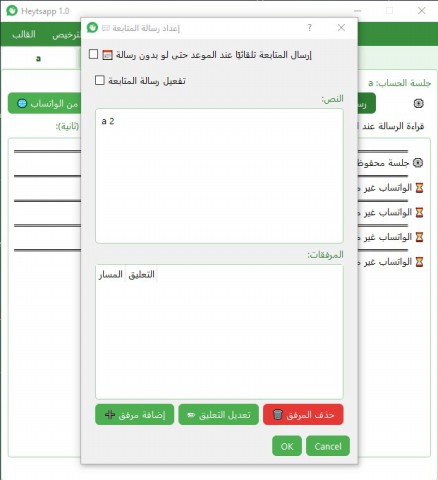 Heytsapp 1.0
القالب
الترخيص
a
جلسة الحساب: a
من الواتساب
قراءة الرسالة عند ا
(ثانية):
جلسة محفوظ
الواتساب غير م
الواتساب غير م
الواتساب غير م
الواتساب غير م
إعداد رسالة المتابعة
إرسال المتابعة تلقائيًا عند الموعد حتى لو بدون رسالة
تفعيل رسالة المتابعة
النص:
a 2
المرفقات:
المسار التعليق
إضافة مرفق تعديل التعليق حذف المرفق
OK Cancel